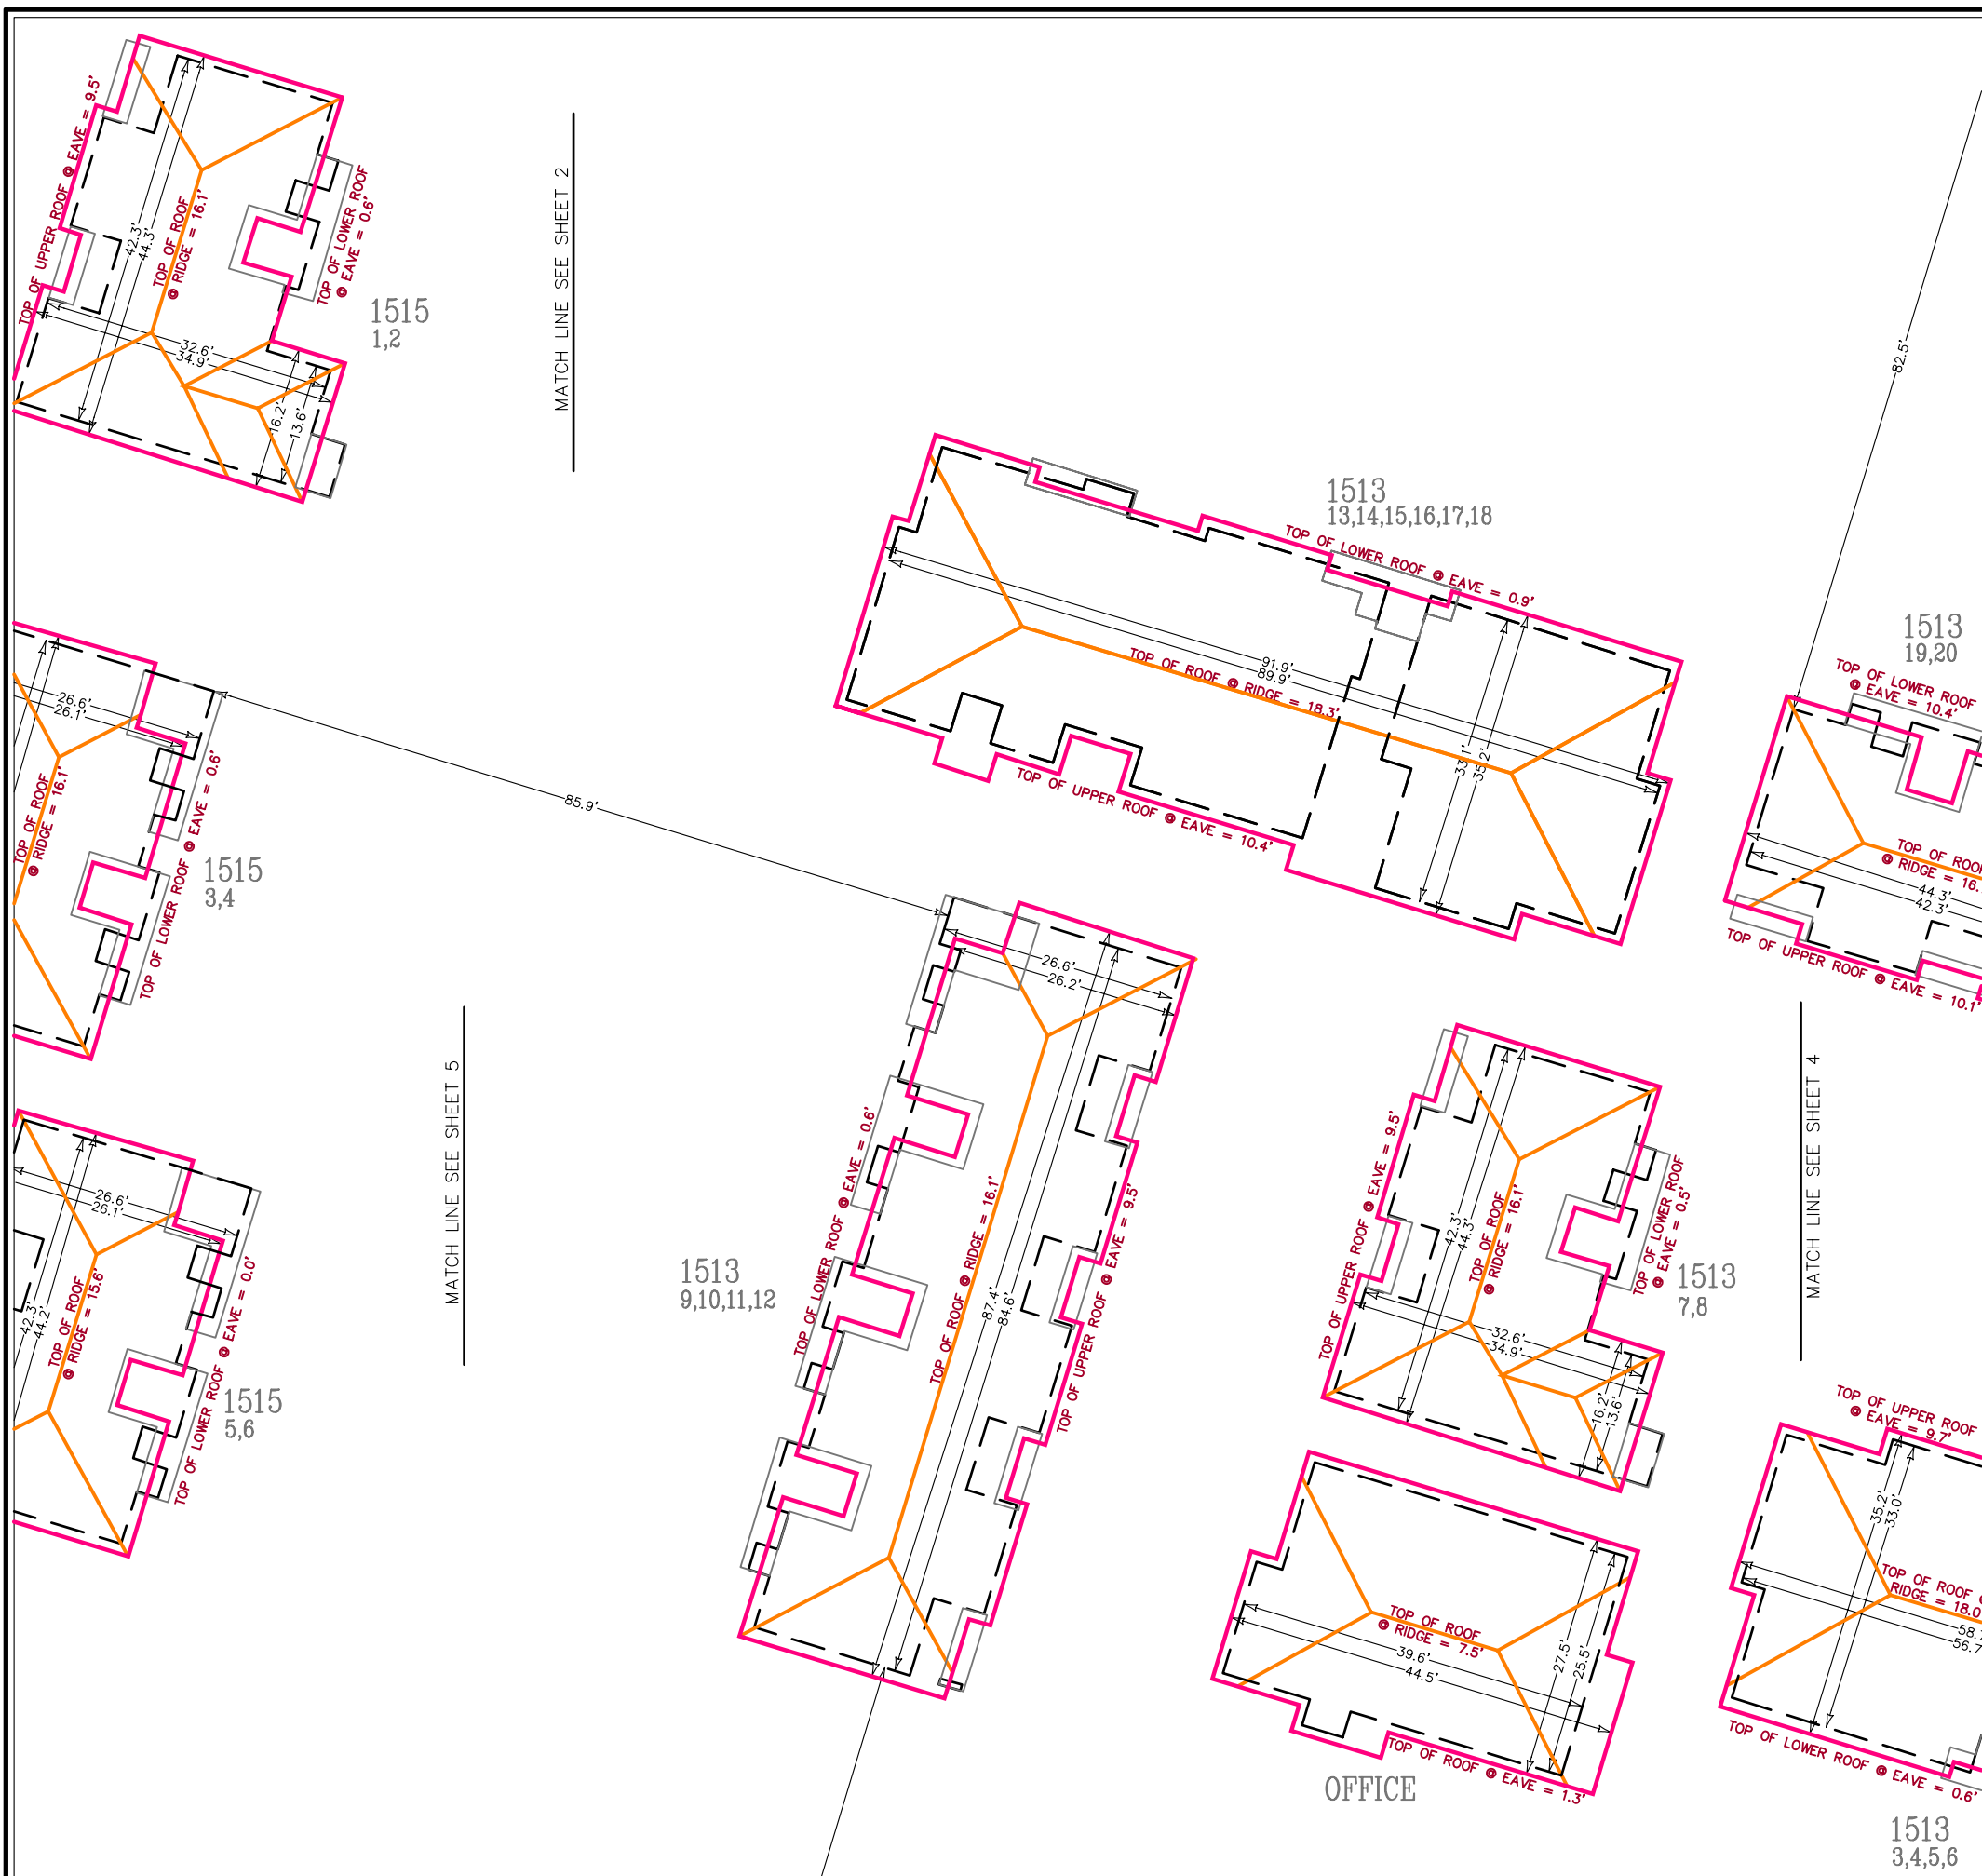 TOP OF UPPER ROOF @ EAVE = 9.5'
42.3'
44.3'
TOP OF ROOF
@ RIDGE = 16.1'
TOP OF LOWER ROOF
@ EAVE = 0.6'
1515
1,2
32.6'
34.9'
16.2'
13.6'
MATCH LINE SEE SHEET 2
82.5'
1513
13,14,15,16,17,18
TOP OF LOWER ROOF @ EAVE = 0.9'
91.9'
89.9'
TOP OF ROOF @ RIDGE = 18.3'
33.1'
35.2'
TOP OF UPPER ROOF @ EAVE = 10.4'
1513
19,20
TOP OF LOWER ROOF
@ EAVE = 10.4'
TOP OF ROOF
@ RIDGE = 16.
44.3'
42.3'
TOP OF UPPER ROOF @ EAVE = 10.1'
26.6'
26.1'
TOP OF ROOF
@ RIDGE = 16.1'
TOP OF LOWER ROOF @ EAVE = 0.6'
1515
3,4
85.9'
MATCH LINE SEE SHEET 5
26.6'
26.2'
TOP OF LOWER ROOF @ EAVE = 0.6'
TOP OF ROOF @ RIDGE = 16.1'
87.4'
84.6'
TOP OF UPPER ROOF @ EAVE = 9.5'
1513
9,10,11,12
TOP OF UPPER ROOF @ EAVE = 9.5'
42.3'
44.3'
TOP OF ROOF
@ RIDGE = 16.1'
TOP OF LOWER ROOF
@ EAVE = 0.5'
1513
7,8
32.6'
34.9'
16.2'
13.6'
MATCH LINE SEE SHEET 4
26.6'
26.1'
42.3'
44.2'
TOP OF ROOF
@ RIDGE = 15.6'
TOP OF LOWER ROOF @ EAVE = 0.0'
1515
5,6
TOP OF ROOF
@ RIDGE = 7.5'
39.6'
44.5'
27.5'
25.5'
TOP OF ROOF @ EAVE = 1.3'
OFFICE
TOP OF UPPER ROOF
@ EAVE = 9.7'
35.2'
33.0'
TOP OF ROOF
RIDGE = 18.0
58.
56.7
TOP OF LOWER ROOF @ EAVE = 0.6'
1513
3,4,5,6